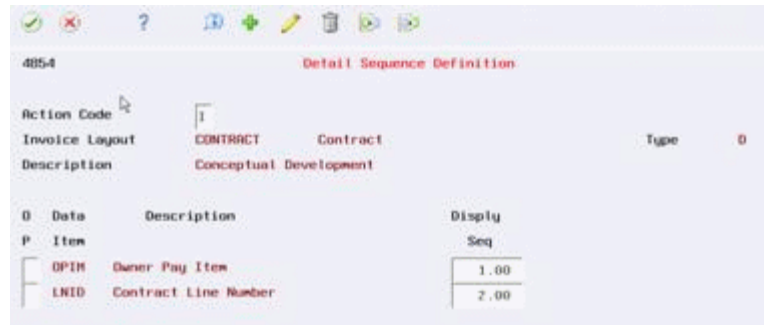 ?
4854 Detail Sequence Definition
Action Code I
Invoice Layout CONTRACT Contract Type D
Description Conceptual Development
O Data Description Disply
P Item Seq
OPIM Owner Pay Item 1.00
LNID Contract Line Number 2.00